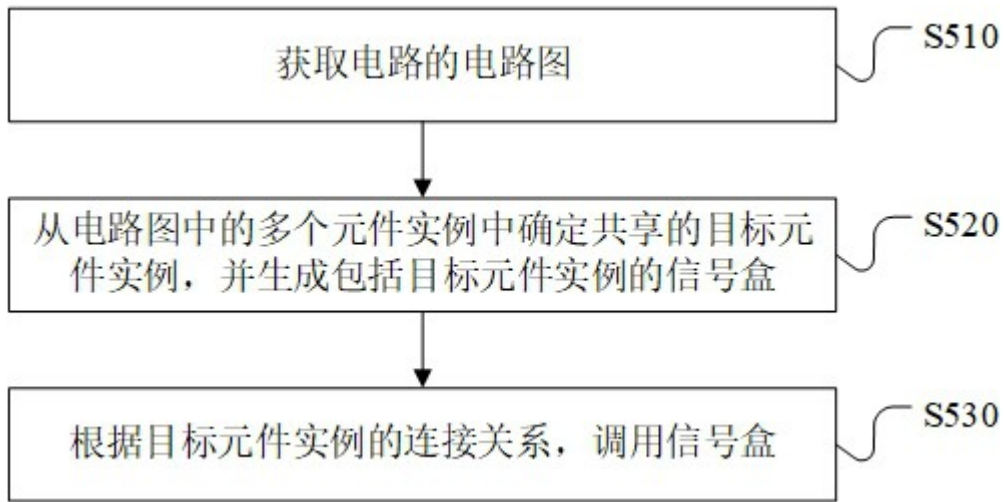 获取电路的电路图
S510
从电路图中的多个元件实例中确定共享的目标元
件实例，并生成包括目标元件实例的信号盒
S520
根据目标元件实例的连接关系，调用信号盒
S530